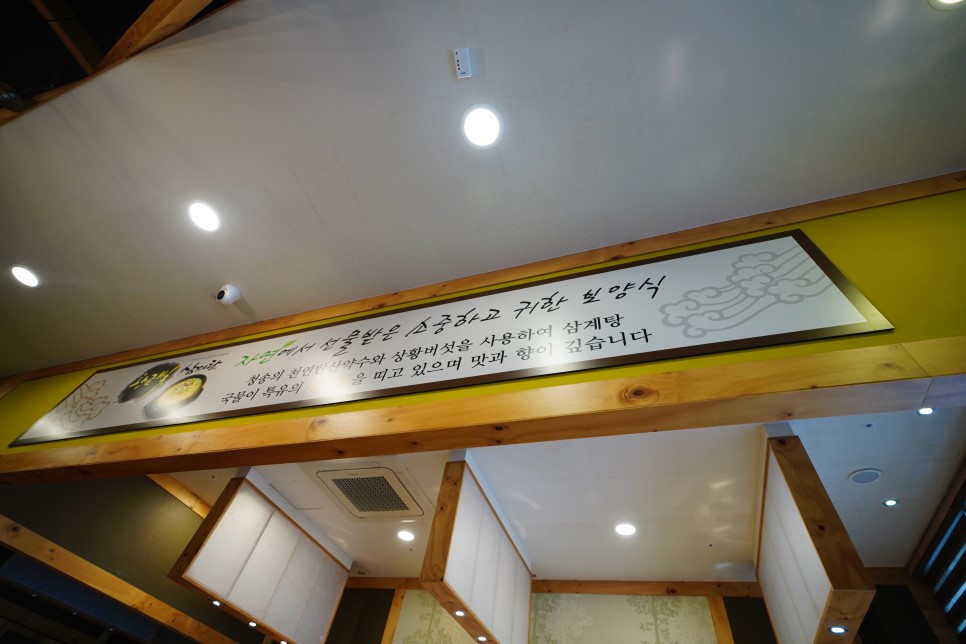 자연에서 선물받은 소중하고 귀한 보양식
청송의 천연탄산약수와 상황버섯을 사용하여 삼계탕
국물이 특유의 을 띠고 있으며 맛과 향이 깊습니다
삼계탕